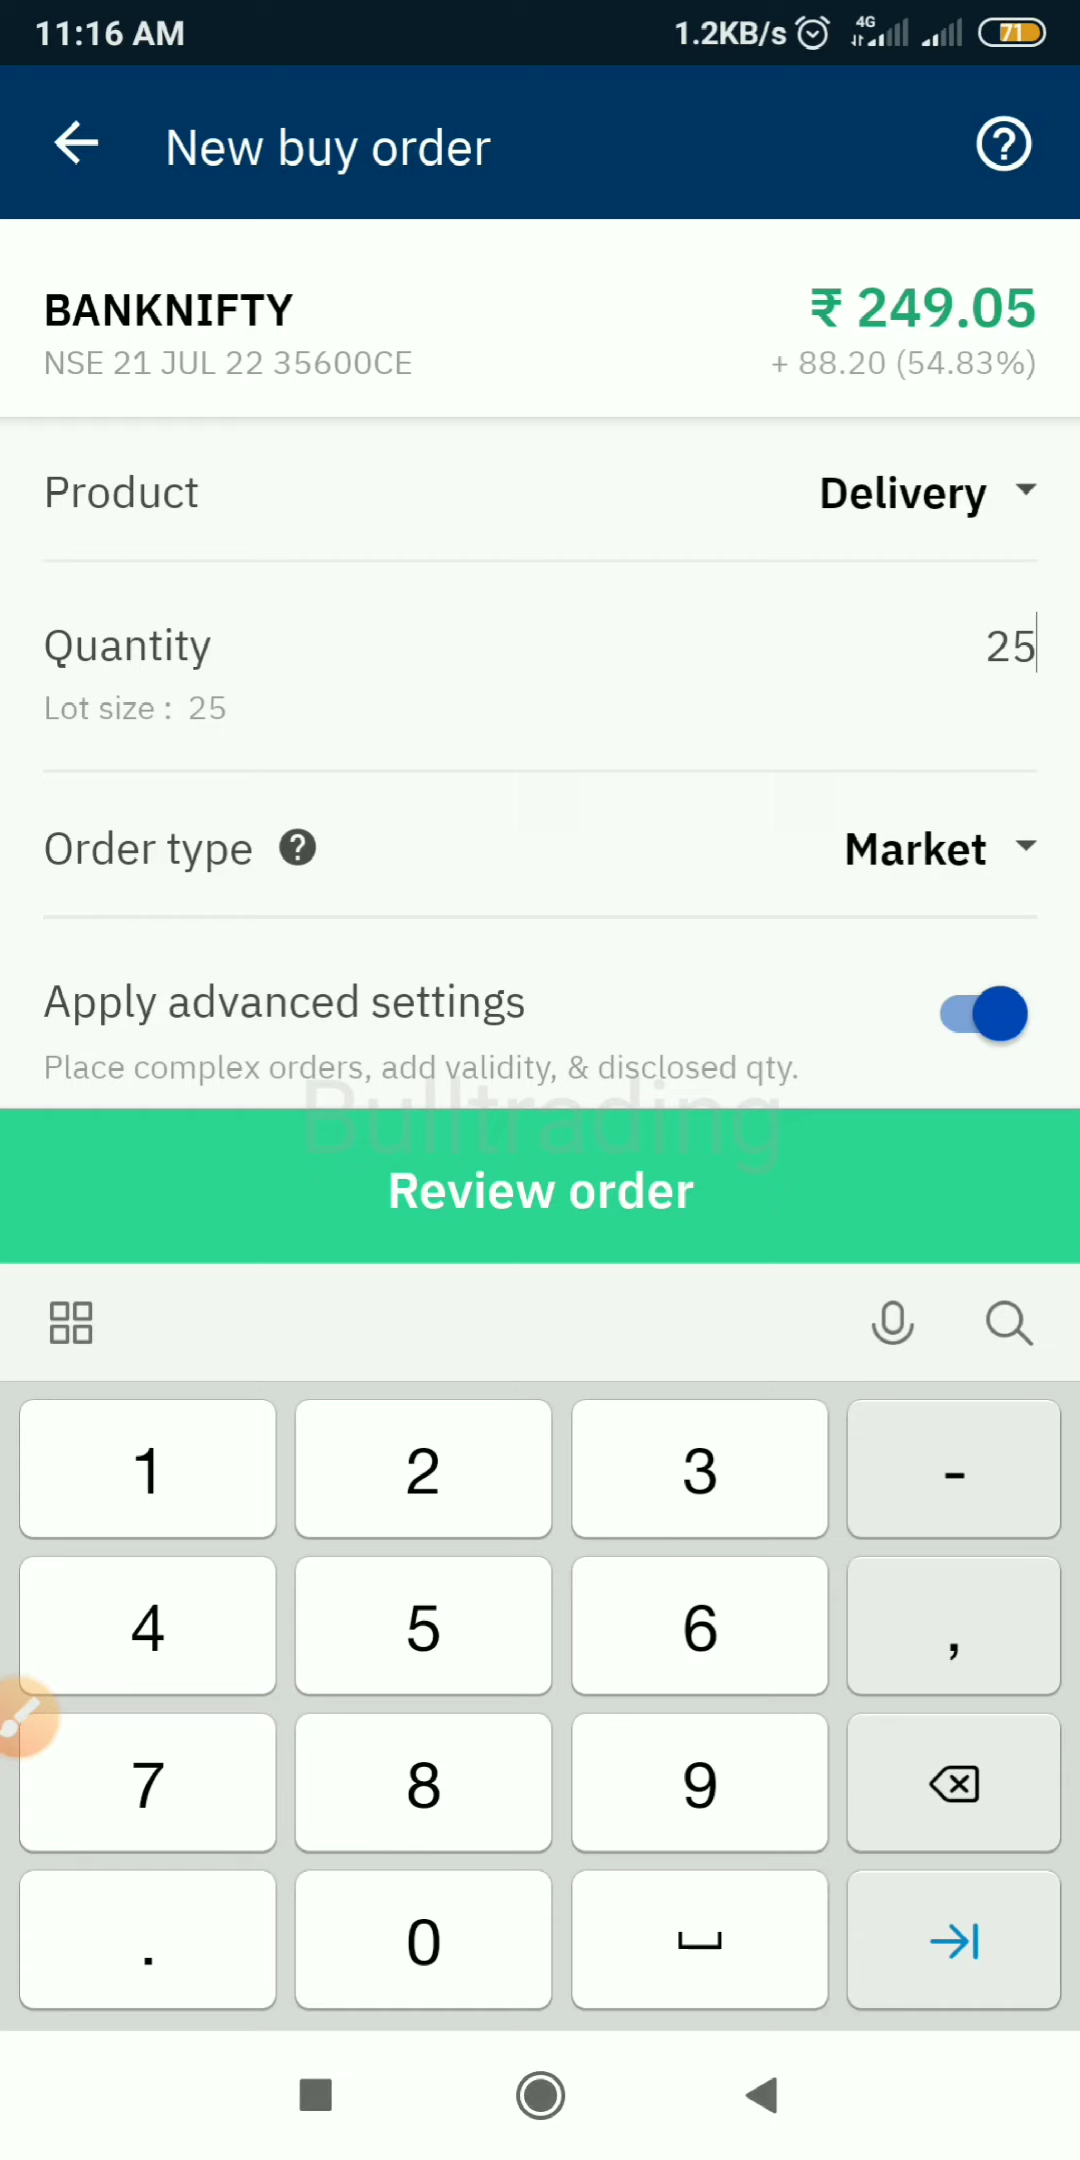 11:16 AM 1.2KB/s 4G 71
New buy order
BANKNIFTY ₹ 249.05
NSE 21 JUL 22 35600CE + 88.20 (54.83%)
Product Delivery
Quantity 25
Lot size : 25
Order type ? Market
Apply advanced settings
Place complex orders, add validity, & disclosed qty.
Bulltrading
Review order
1 2 3 -
4 5 6 ,
7 8 9
. 0